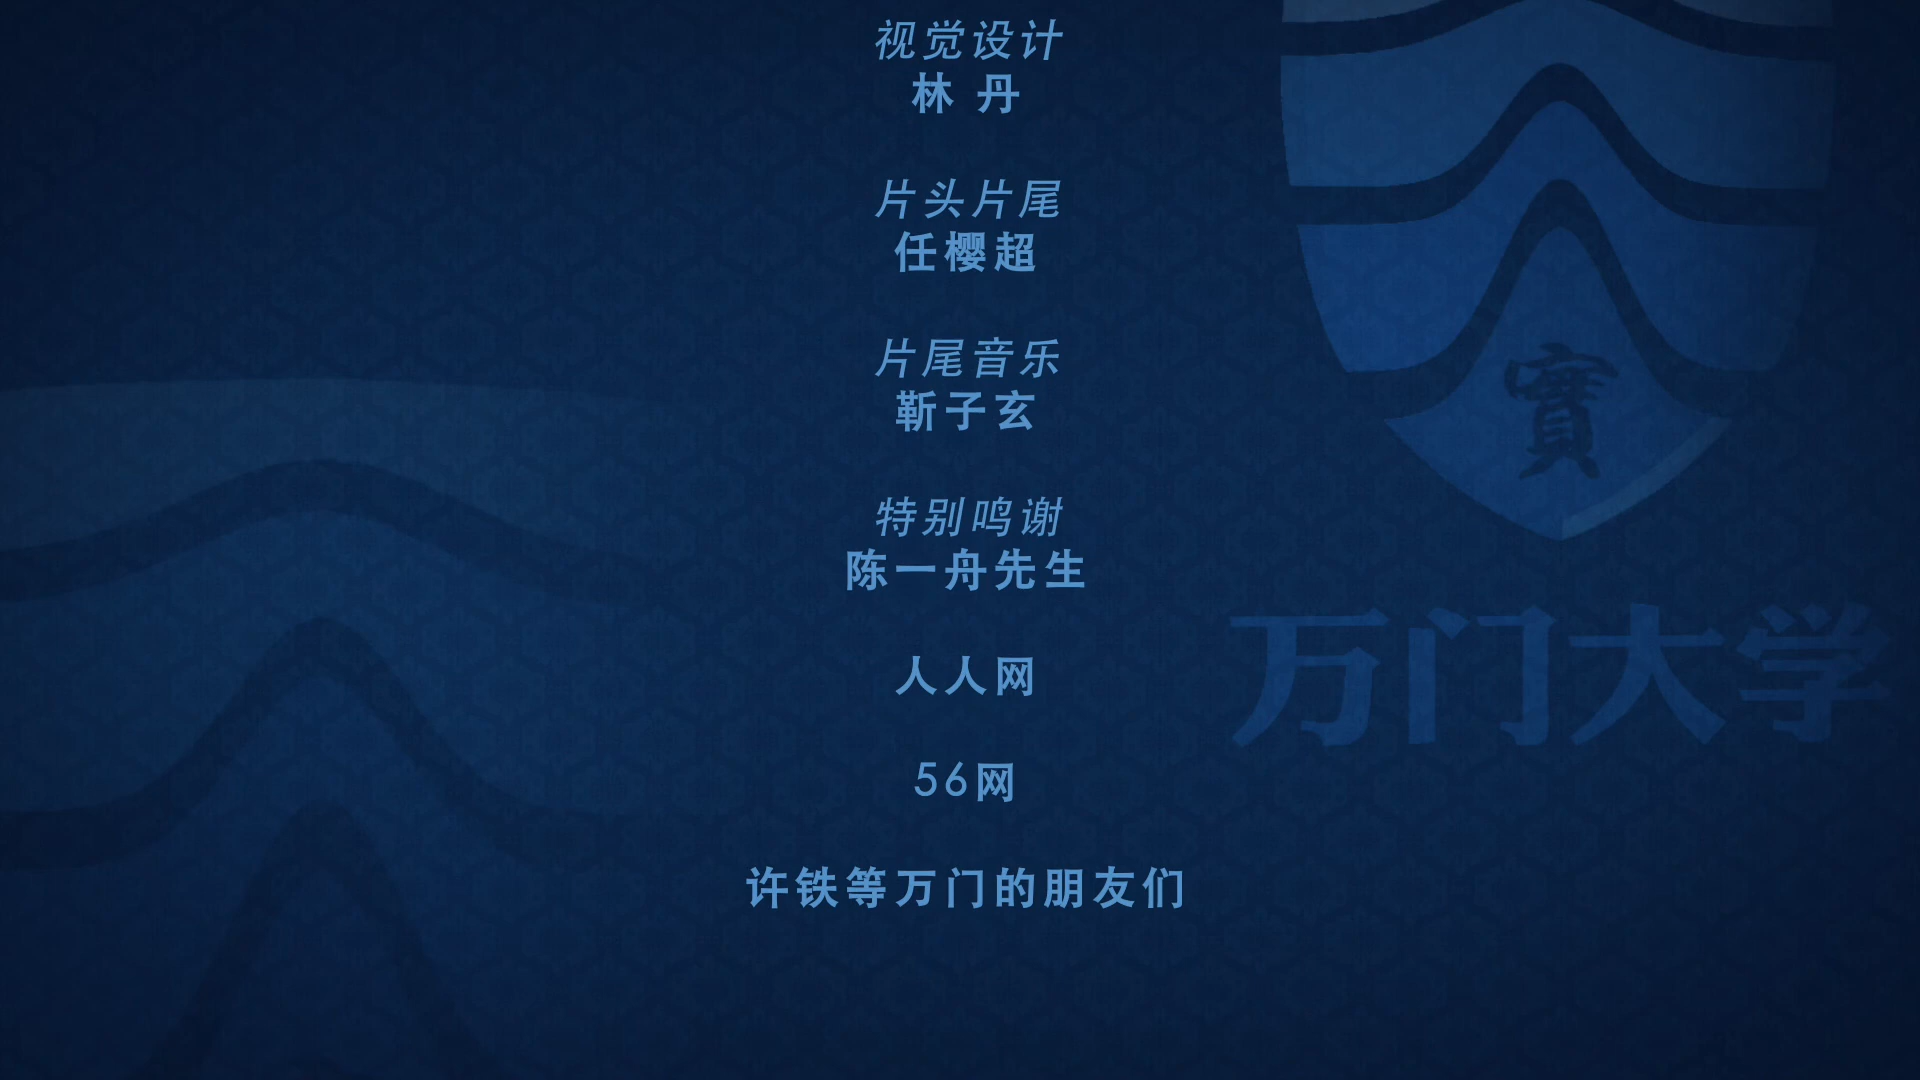 视觉设计
林 丹
片头片尾
任樱超
片尾音乐
靳子玄
特别鸣谢
陈一舟先生
人人网
56网
许铁等万门的朋友们
實
万门大学